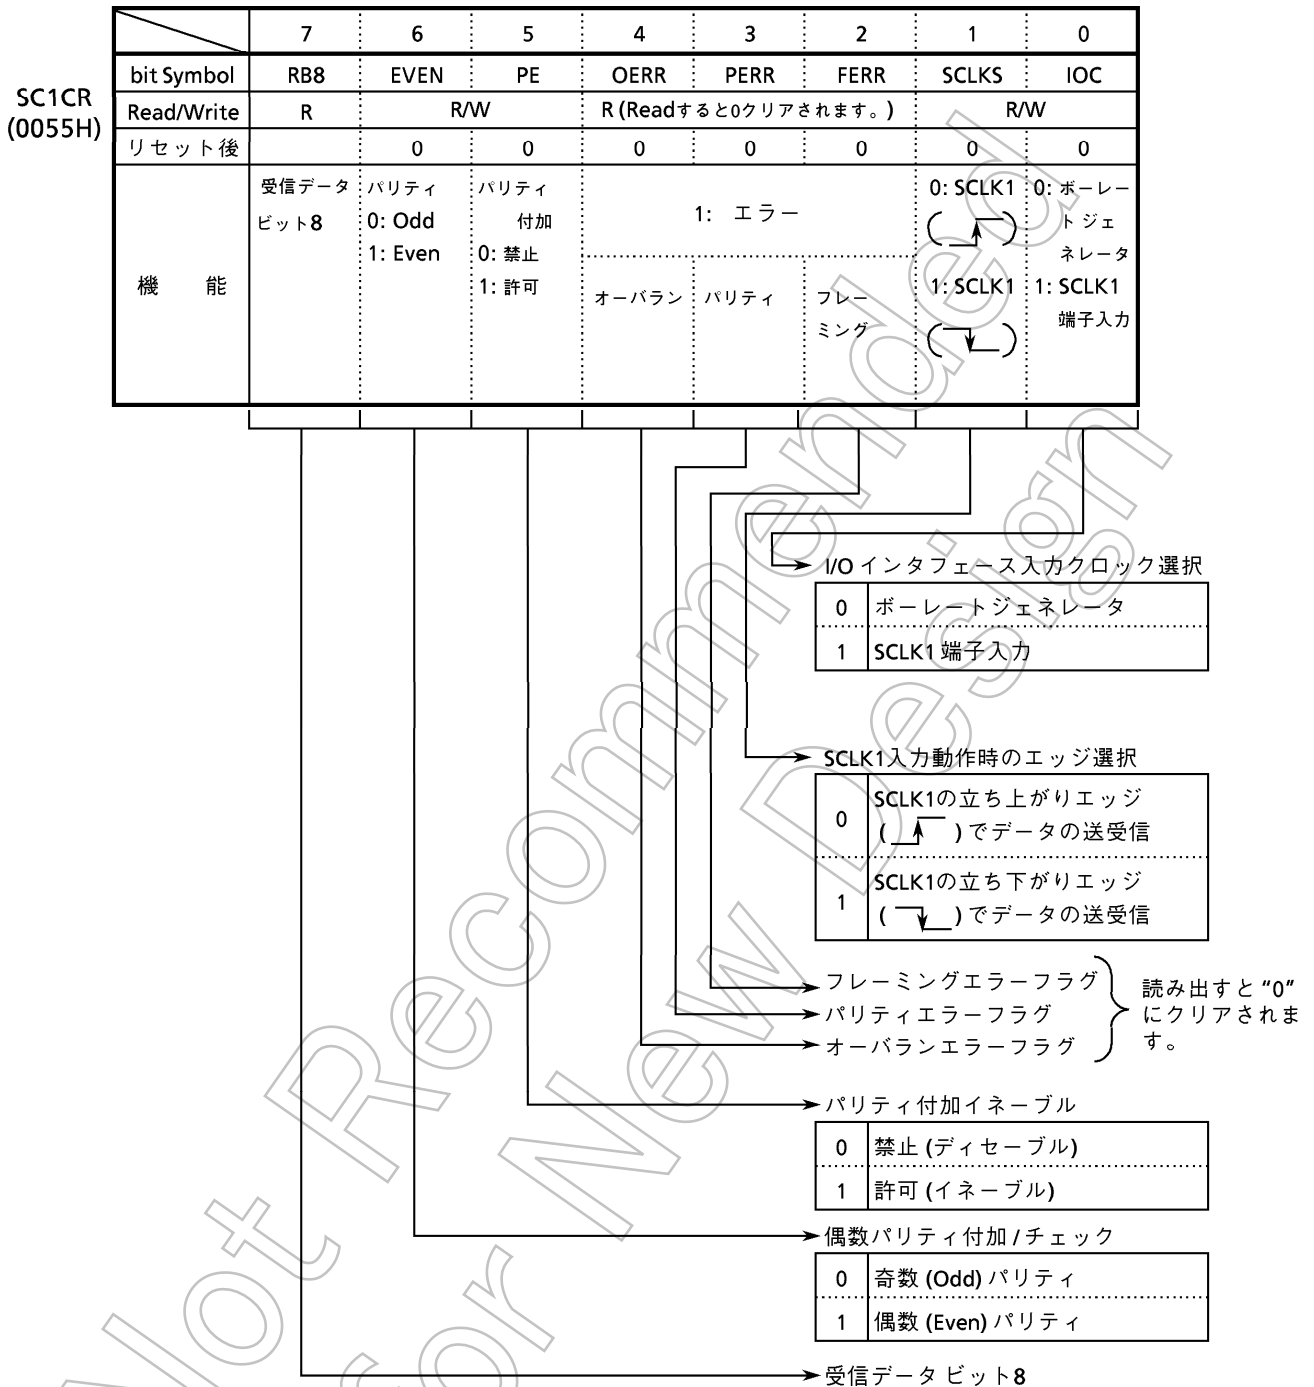 7 6 5 4 3 2 1 0
bit Symbol RB8 EVEN PE OERR PERR FERR SCLKS IOC
SC1CR
(0055H)
Read/Write R R/W R (Readすると0クリアされます。) R/W
リセット後 0 0 0 0 0 0 0
機 能
受信データ
ビット8
パリティ
0: Odd
1: Even
パリティ
付加
0: 禁止
1: 許可
1: エラー
オーバラン
パリティ
フレー
ミング
0: SCLK1
1: SCLK1
0: ボーレー
ト ジェ
ネレータ
1: SCLK1
端子入力
I/O インタフェース入力クロック選択
0 ボーレートジェネレータ
1 SCLK1 端子入力
SCLK1入力動作時のエッジ選択
0 SCLK1の立ち上がりエッジ
( ) でデータの送受信
1 SCLK1の立ち下がりエッジ
( ) でデータの送受信
フレーミングエラーフラグ
パリティエラーフラグ
オーバランエラーフラグ
読み出すと “0”
にクリアされま
す。
パリティ付加イネーブル
0 禁止 (ディセーブル)
1 許可 (イネーブル)
偶数パリティ付加 / チェック
0 奇数 (Odd) パリティ
1 偶数 (Even) パリティ
受信データ ビット8
Not Recommended
for New Design